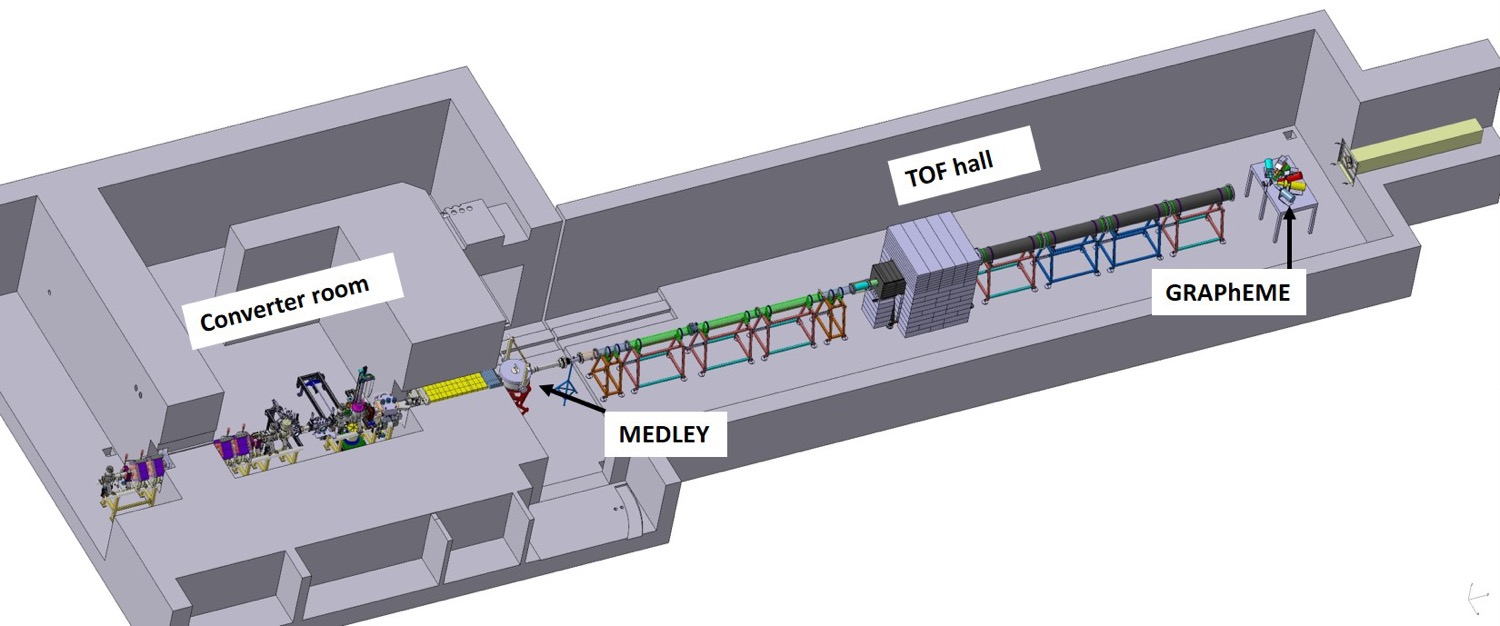 TOF hall
Converter room
GRAPhEME
MEDLEY